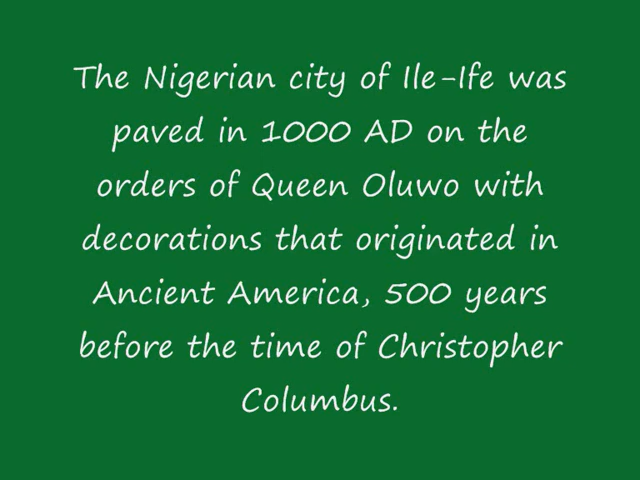 The Nigerian city of Ile-Ife was
paved in 1000 AD on the
orders of Queen Oluwo with
decorations that originated in
Ancient America, 500 years
before the time of Christopher
Columbus.